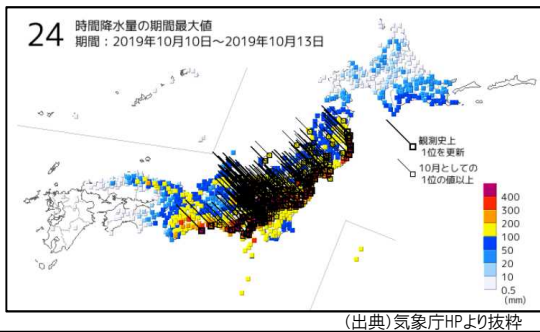 24 時間降水量の期間最大値
期間：2019年10月10日～2019年10月13日
観測史上
1位を更新
10月としての
1位の値以上
400
300
200
100
50
20
10
0.5
(mm)
(出典)気象庁HPより抜粋